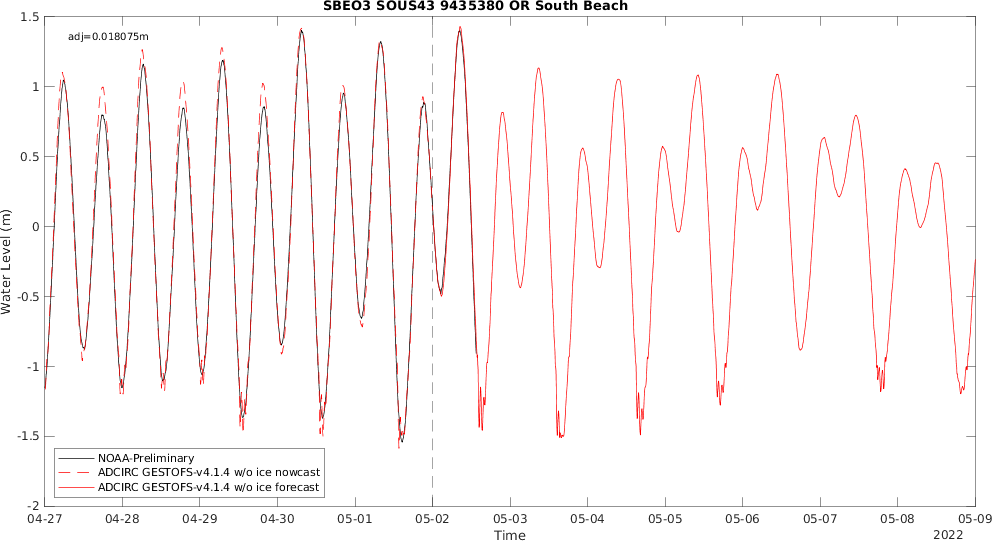 SBEO3 SOUS43 9435380 OR South Beach
adj=0.018075m
1.5
1
0.5
0
-0.5
-1
-1.5
-2
Water Level (m)
NOAA-Preliminary
ADCIRC GESTOFS-v4.1.4 w/o ice nowcast
ADCIRC GESTOFS-v4.1.4 w/o ice forecast
04-27 04-28 04-29 04-30 05-01 05-02 05-03 05-04 05-05 05-06 05-07 05-08 05-09
Time
2022